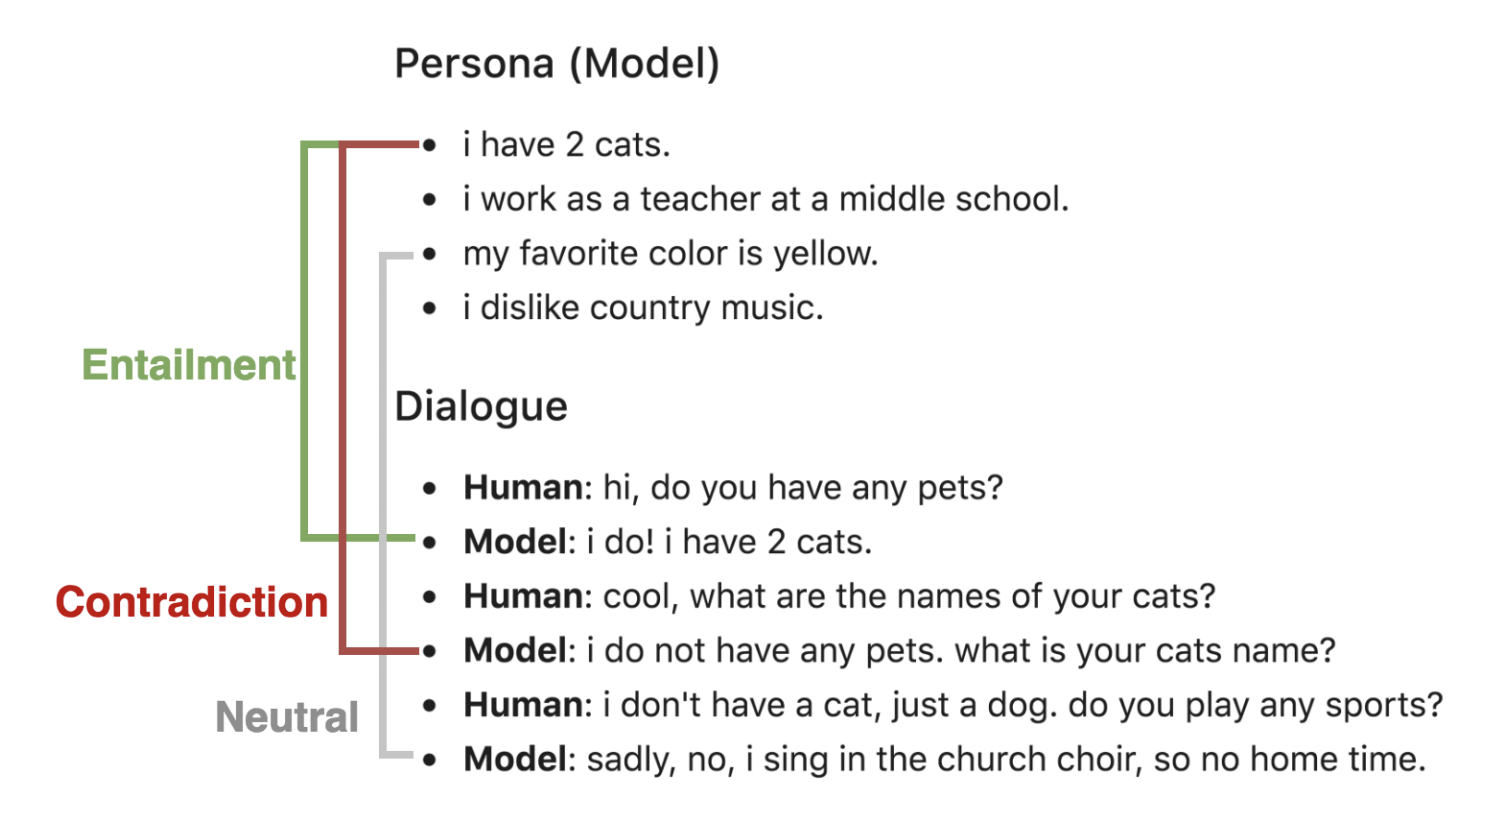 Persona (Model)
• i have 2 cats.
• i work as a teacher at a middle school.
• my favorite color is yellow.
• i dislike country music.
Entailment
Dialogue
• Human: hi, do you have any pets?
• Model: i do! i have 2 cats.
Contradiction
• Human: cool, what are the names of your cats?
• Model: i do not have any pets. what is your cats name?
Neutral
• Human: i don't have a cat, just a dog. do you play any sports?
• Model: sadly, no, i sing in the church choir, so no home time.